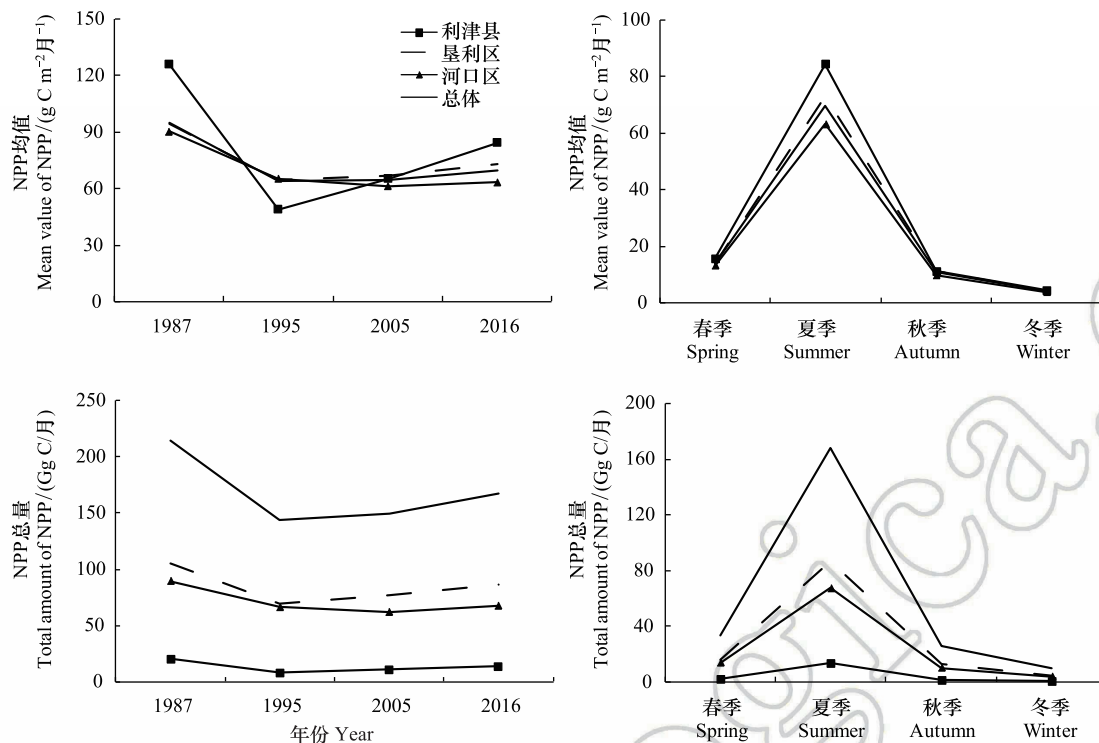 NPP均值
Mean value of NPP/(g C m⁻²月⁻¹)
150
120
90
60
30
0
利津县
垦利区
河口区
总体
1987
1995
2005
2016
NPP均值
Mean value of NPP/(g C m⁻²月⁻¹)
100
80
60
40
20
0
春季
Spring
夏季
Summer
秋季
Autumn
冬季
Winter
NPP总量
Total amount of NPP/(Gg C/月)
250
200
150
100
50
0
1987
1995
2005
2016
年份 Year
NPP总量
Total amount of NPP/(Gg C/月)
200
160
120
80
40
0
春季
Spring
夏季
Summer
秋季
Autumn
冬季
Winter